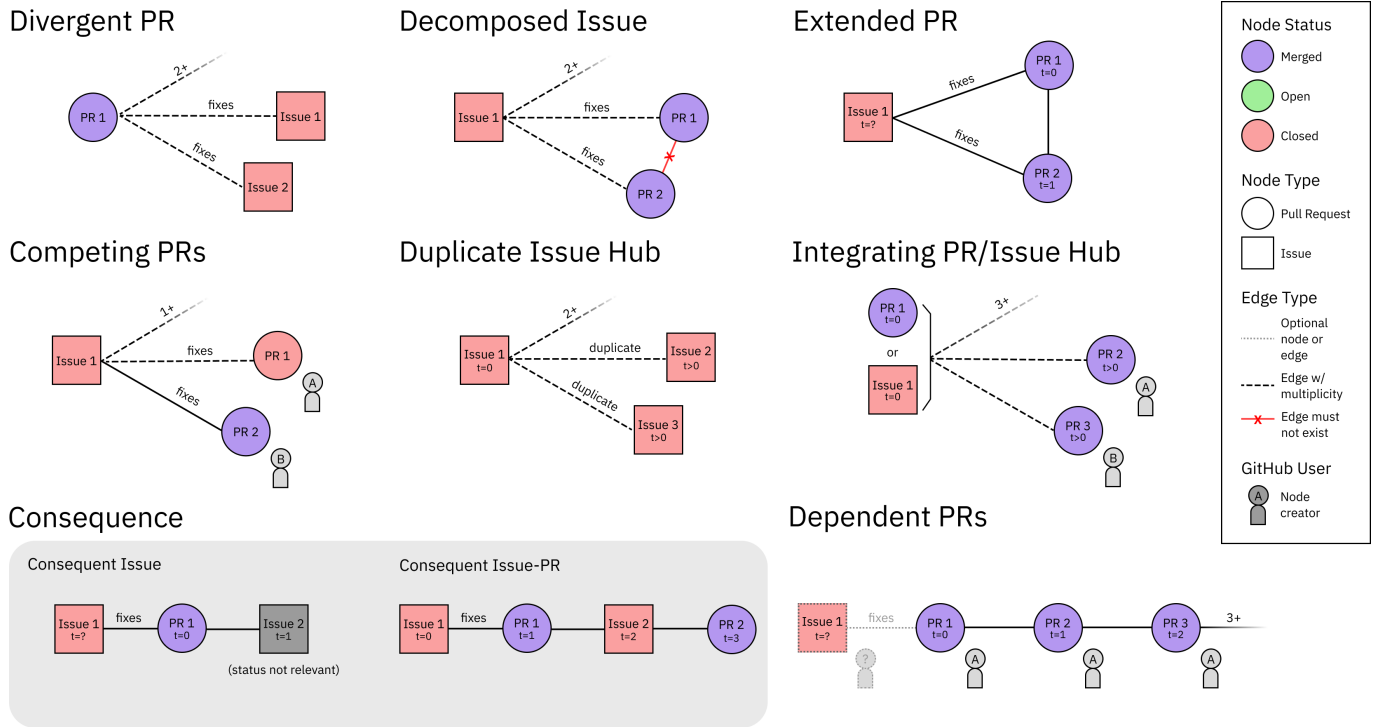 Divergent PR
2+
PR 1
fixes
Issue 1
fixes
Issue 2
Decomposed Issue
2+
Issue 1
fixes
PR 1
fixes
x
PR 2
Extended PR
PR 1
t=0
fixes
Issue 1
t=?
fixes
PR 2
t=1
Competing PRs
1+
Issue 1
fixes
PR 1
A
fixes
PR 2
B
Duplicate Issue Hub
2+
Issue 1
t=0
duplicate
Issue 2
t>0
duplicate
Issue 3
t>0
Integrating PR/Issue Hub
PR 1
t=0
or
Issue 1
t=0
3+
PR 2
t>0
A
PR 3
t>0
B
Consequence
Consequent Issue
Issue 1
t=?
fixes
PR 1
t=0
Issue 2
t=1
(status not relevant)
Consequent Issue-PR
Issue 1
t=0
fixes
PR 1
t=1
Issue 2
t=2
PR 2
t=3
Dependent PRs
Issue 1
t=?
fixes
?
PR 1
t=0
A
PR 2
t=1
A
PR 3
t=2
A
3+
Node Status
Merged
Open
Closed
Node Type
Pull Request
Issue
Edge Type
Optional
node or
edge
Edge w/
multiplicity
x
Edge must
not exist
GitHub User
A
Node
creator